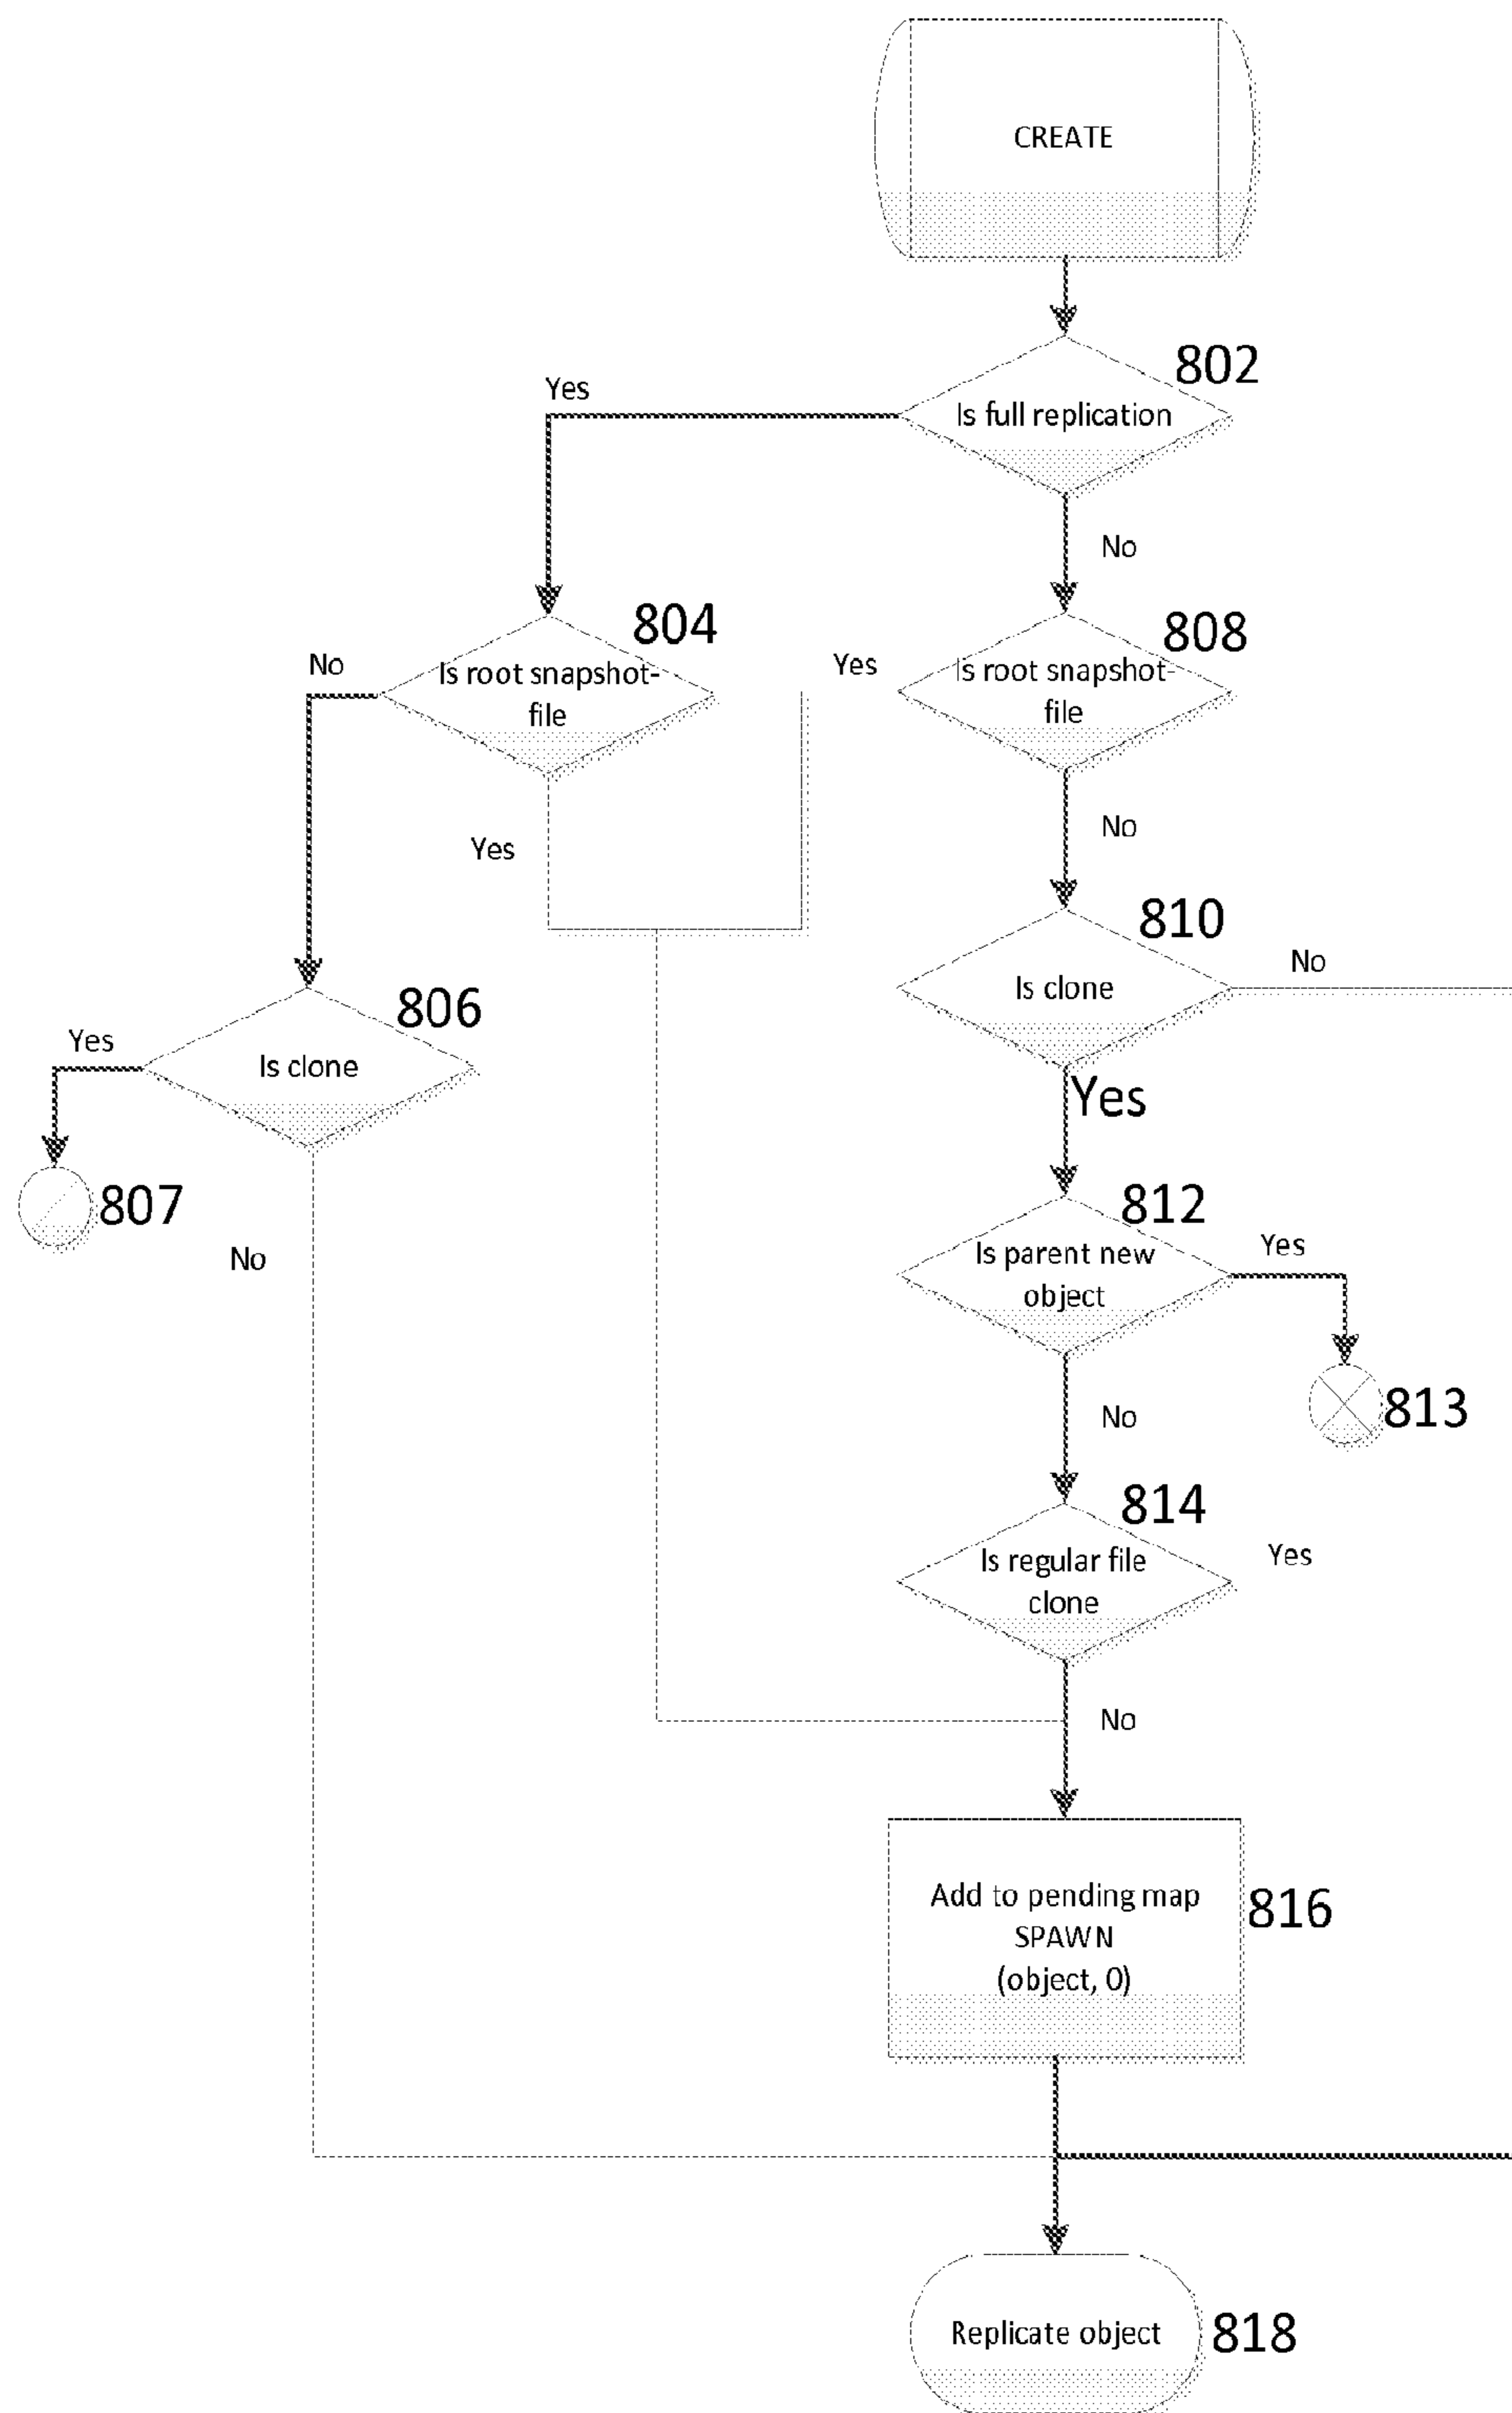 CREATE
802
Is full replication
Yes
No
804
Is root snapshot-
file
No
Yes
808
Is root snapshot-
file
Yes
No
806
Is clone
Yes
807
No
810
Is clone
No
Yes
812
Is parent new
object
Yes
813
No
814
Is regular file
clone
Yes
No
Add to pending map
SPAWN
(object, 0)
816
Replicate object
818